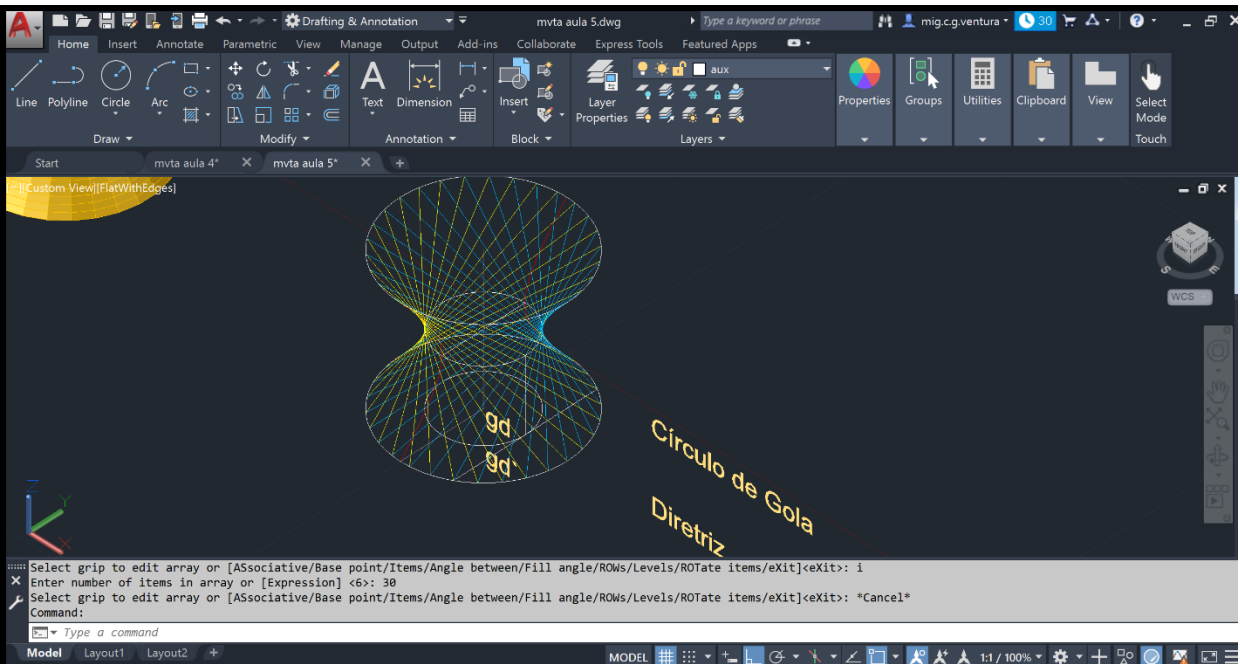 Drafting & Annotation
mvta aula 5.dwg
Type a keyword or phrase
mig.c.g.ventura
30
Home Insert Annotate Parametric View Manage Output Add-ins Collaborate Express Tools Featured Apps
aux
Line Polyline Circle Arc
Text Dimension
Insert
Layer Properties
Properties Groups Utilities Clipboard View Select Mode
Draw Modify Annotation Block Layers Touch
Start mvta aula 4* mvta aula 5* +
[-][Custom View][FlatWithEdges]
S E
WCS
gd
gd'
Círculo de Gola
Diretriz
Z
Y
X
Select grip to edit array or [ASsociative/Base point/Items/Angle between/Fill angle/ROWs/Levels/ROTate items/eXit]<eXit>: i
Enter number of items in array or [Expression] <6>: 30
Select grip to edit array or [ASsociative/Base point/Items/Angle between/Fill angle/ROWs/Levels/ROTate items/eXit]<eXit>: *Cancel*
Command:
Type a command
Model Layout1 Layout2 +
MODEL 1:1 / 100%